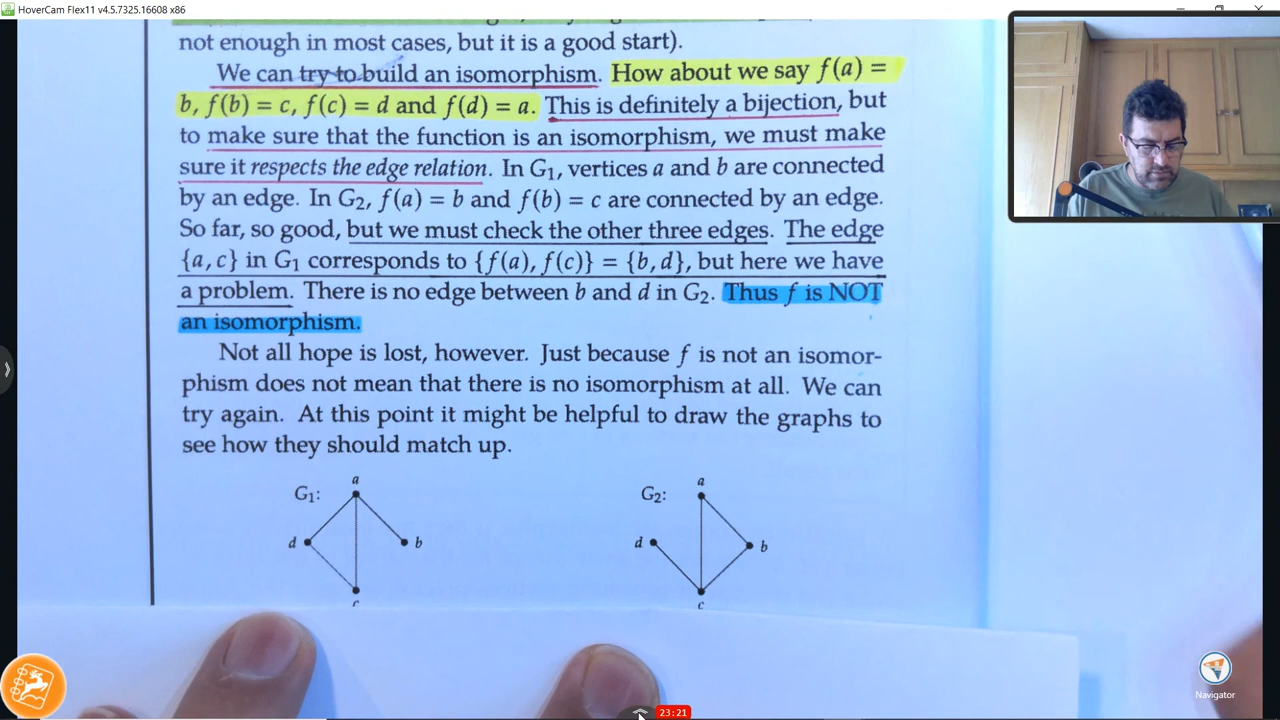 HoverCam Flex11 v4.5.7325.16608 x86
not enough in most cases, but it is a good start).
We can try to build an isomorphism. How about we say f(a) =
b, f(b) = c, f(c) = d and f(d) = a. This is definitely a bijection, but
to make sure that the function is an isomorphism, we must make
sure it respects the edge relation. In G₁, vertices a and b are connected
by an edge. In G₂, f(a) = b and f(b) = c are connected by an edge.
So far, so good, but we must check the other three edges. The edge
{a, c} in G₁ corresponds to {f(a), f(c)} = {b, d}, but here we have
a problem. There is no edge between b and d in G₂. Thus f is NOT
an isomorphism.
Not all hope is lost, however. Just because f is not an isomor-
phism does not mean that there is no isomorphism at all. We can
try again. At this point it might be helpful to draw the graphs to
see how they should match up.
G₁:
a
d
b
c
G₂:
a
d
b
c
Navigator
23:21